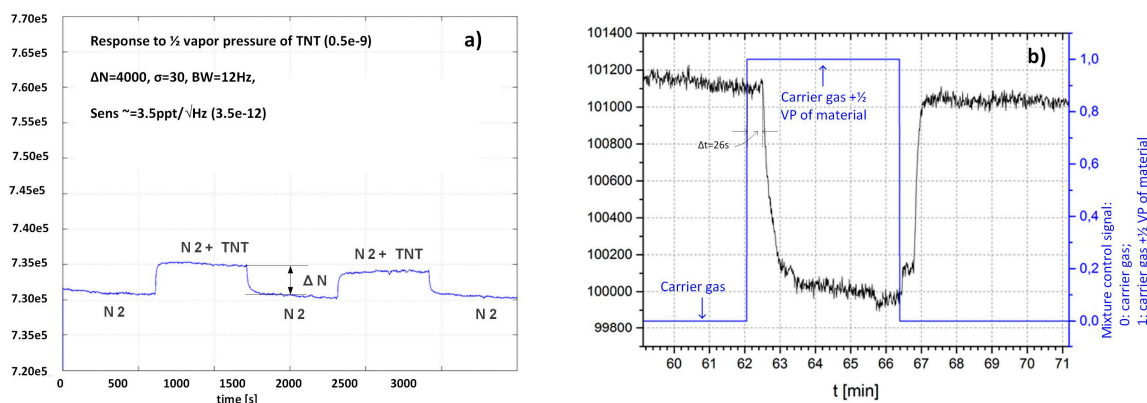 7.70e5
7.65e5
7.60e5
7.55e5
7.50e5
7.45e5
7.40e5
7.35e5
7.30e5
7.35e5
7.20e5
Response to ½ vapor pressure of TNT (0.5e-9)
a)
ΔN=4000, σ=30, BW=12Hz,
Sens ~=3.5ppt/√Hz (3.5e-12)
N 2 + TNT
N 2 + TNT
Δ N
N 2
N 2
N 2
0 500 1000 1500 2000 2500 3000
time [s]
101400
101200
101000
100800
100600
100400
100200
100000
99800
b)
Carrier gas +½
VP of material
Δt=26s
Carrier gas
60 61 62 63 64 65 66 67 68 69 70 71
t [min]
1,0
0,8
0,6
0,4
0,2
0,0
Mixture control signal:
0: carrier gas;
1: carrier gas +½ VP of material